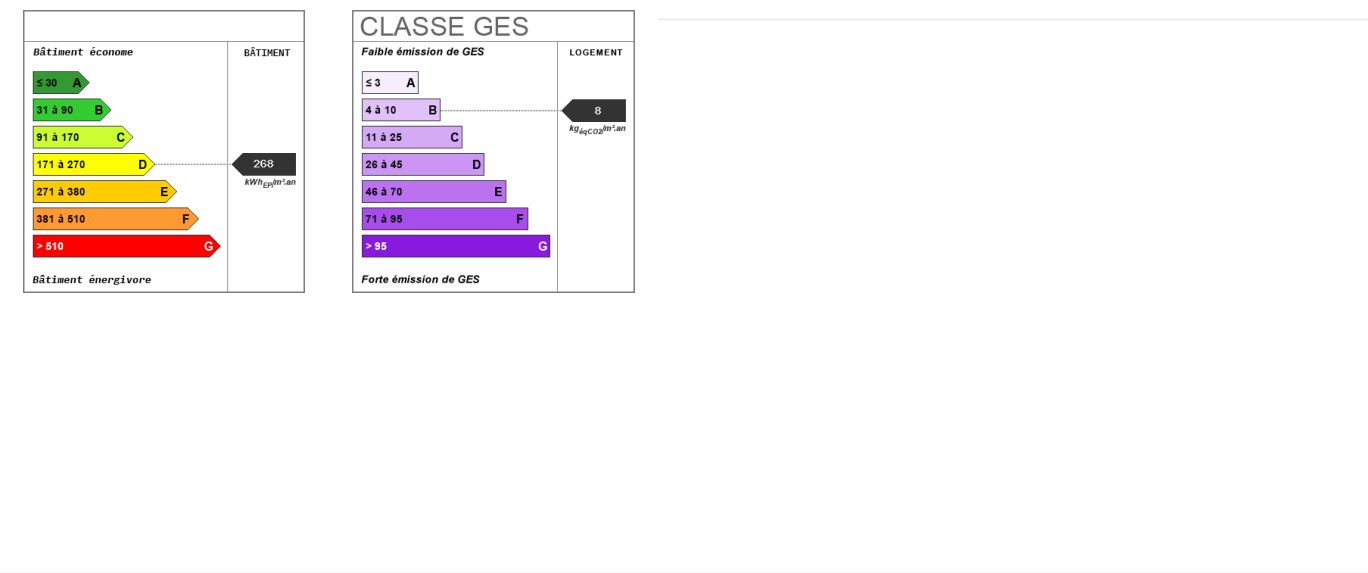 Bâtiment économe
BÂTIMENT
≤ 30 A
31 à 90 B
91 à 170 C
171 à 270 D
268
kWhEP/m².an
271 à 380 E
381 à 510 F
> 510 G
Bâtiment énergivore
CLASSE GES
Faible émission de GES
LOGEMENT
≤ 3 A
4 à 10 B
8
kgéqCO2/m².an
11 à 25 C
26 à 45 D
46 à 70 E
71 à 95 F
> 95 G
Forte émission de GES